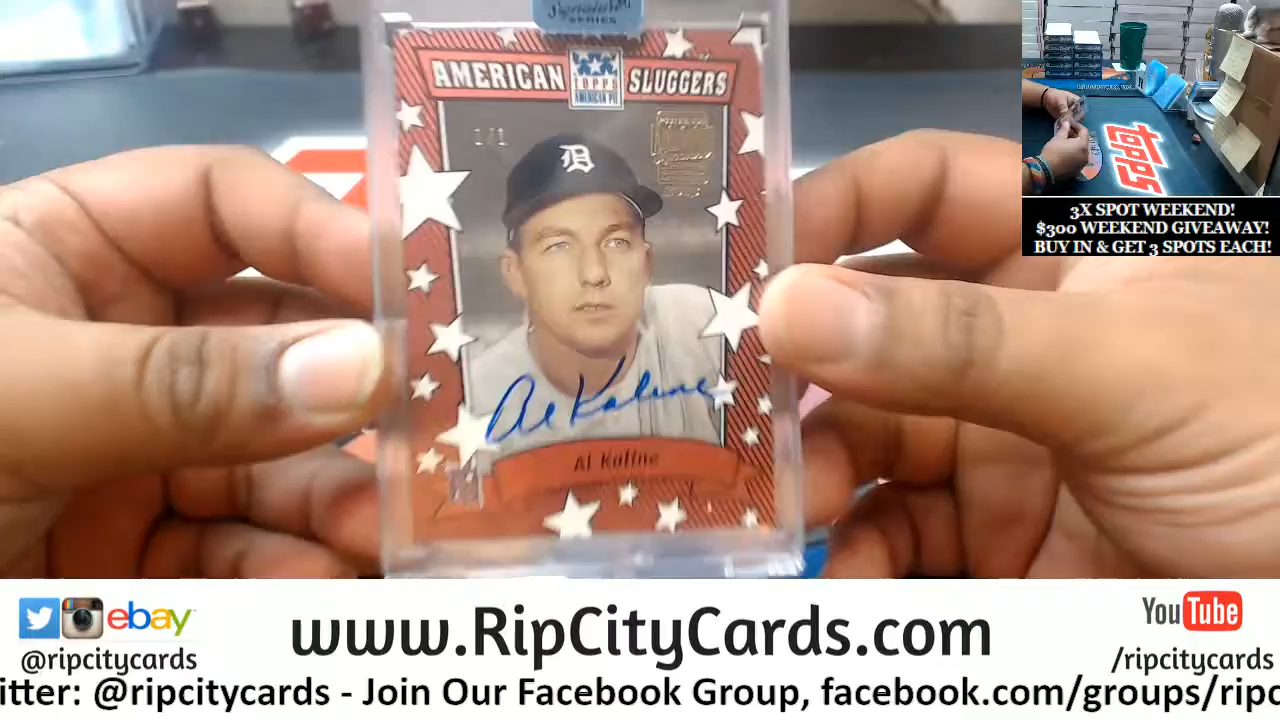 Signature
SERIES
AMERICAN
TOPPS
AMERICAN PIE
SLUGGERS
1/1
D
Al Kaline
Al Kaline
topps
3X SPOT WEEKEND!
$300 WEEKEND GIVEAWAY!
BUY IN & GET 3 SPOTS EACH!
ebay
@ripcitycards
www.RipCityCards.com
YouTube
/ripcitycards
itter: @ripcitycards - Join Our Facebook Group, facebook.com/groups/ripc